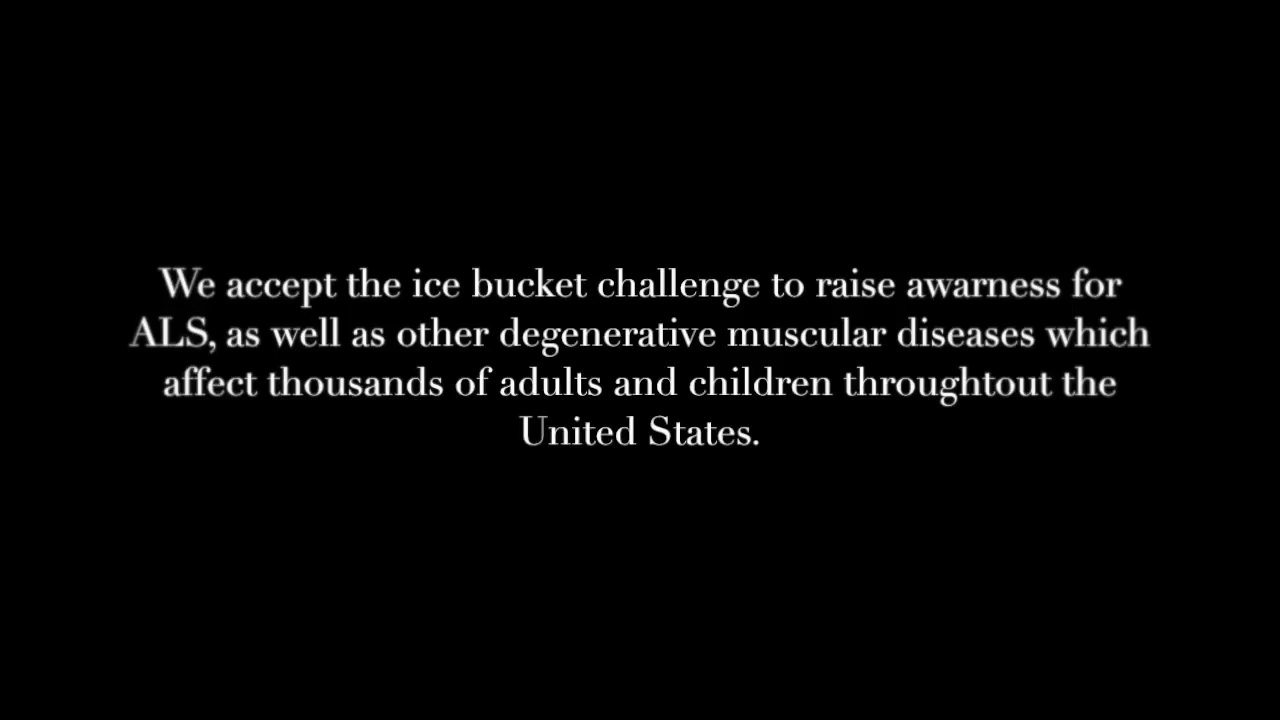 We accept the ice bucket challenge to raise awarness for
ALS, as well as other degenerative muscular diseases which
affect thousands of adults and children throughtout the
United States.